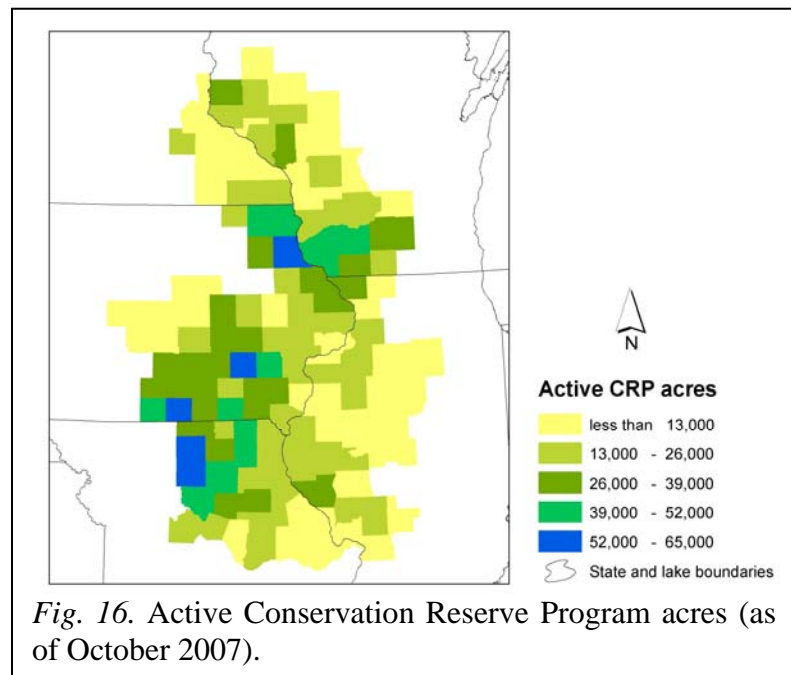 N
Active CRP acres
less than 13,000
13,000 - 26,000
26,000 - 39,000
39,000 - 52,000
52,000 - 65,000
State and lake boundaries
Fig. 16. Active Conservation Reserve Program acres (as
of October 2007).